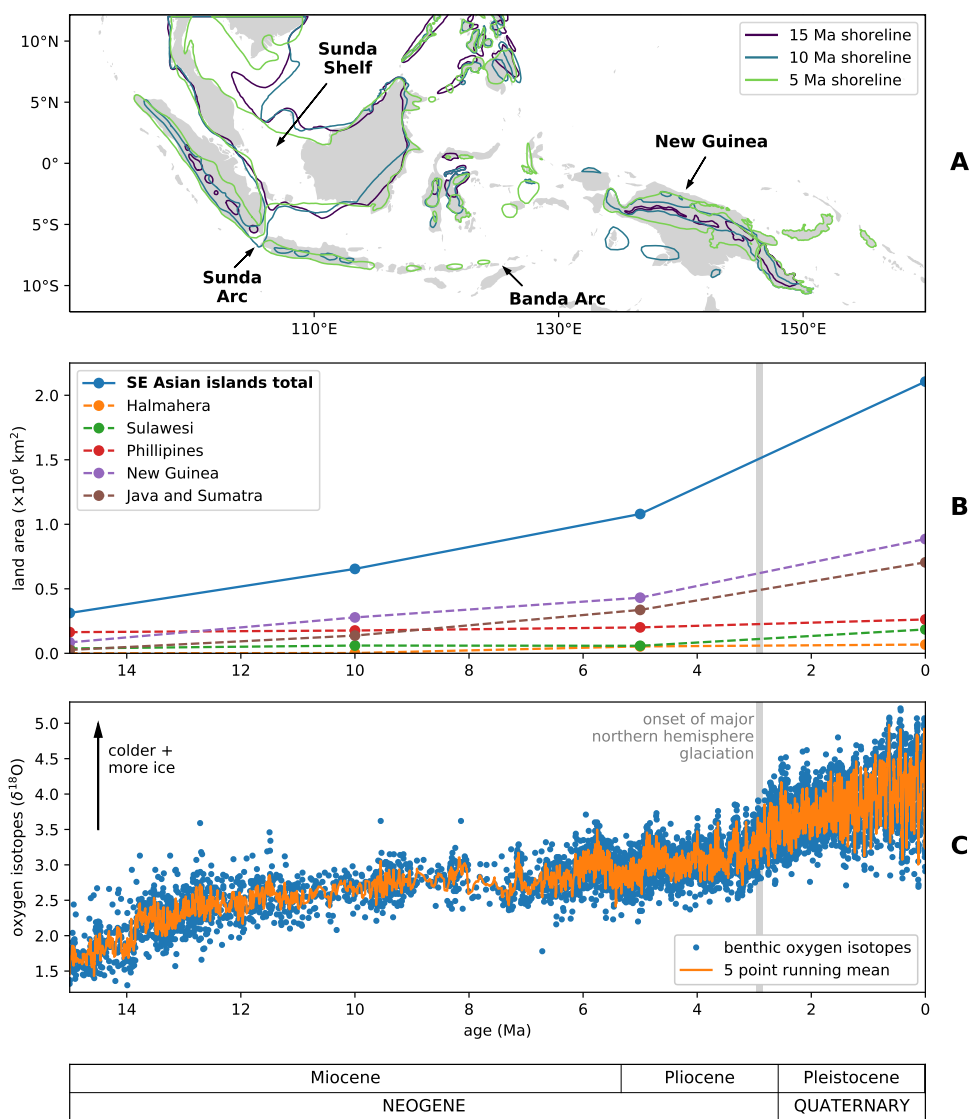 10°N
5°N
0°
5°S
10°S
110°E
130°E
150°E
Sunda
Shelf
15 Ma shoreline
10 Ma shoreline
5 Ma shoreline
New Guinea
Sunda
Arc
Banda Arc
A
land area (×10⁶ km²)
2.0
1.5
1.0
0.5
0.0
SE Asian islands total
Halmahera
Sulawesi
Phillipines
New Guinea
Java and Sumatra
14 12 10 8 6 4 2 0
B
oxygen isotopes (δ¹⁸O)
5.0
4.5
4.0
3.5
3.0
2.5
2.0
1.5
colder +
more ice
onset of major
northern hemisphere
glaciation
benthic oxygen isotopes
5 point running mean
14 12 10 8 6 4 2 0
age (Ma)
C
Miocene Pliocene Pleistocene
NEOGENE QUATERNARY